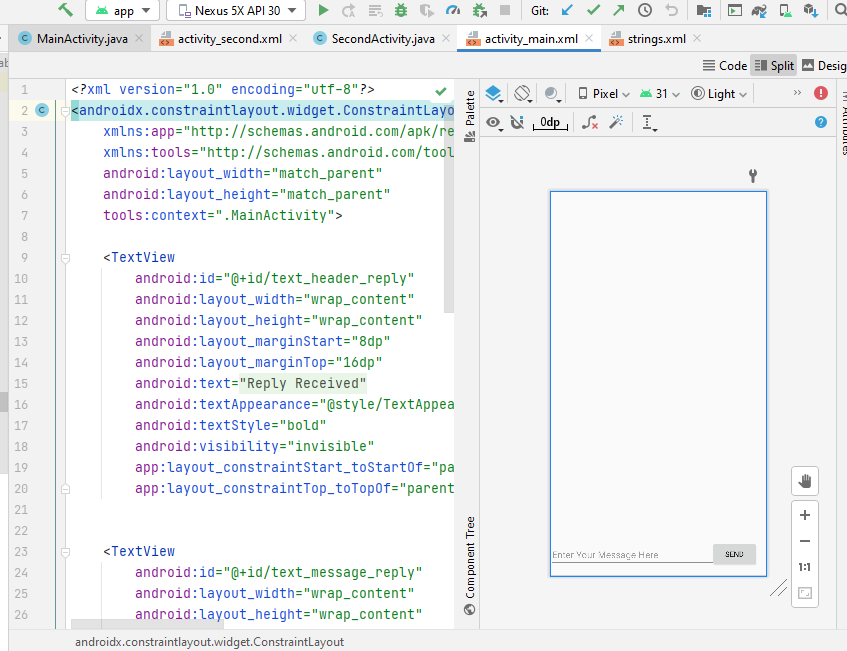 app
Nexus 5X API 30
Git:
MainActivity.java
activity_second.xml
SecondActivity.java
activity_main.xml
strings.xml
Code
Split
Desig
1 <?xml version="1.0" encoding="utf-8"?>
2 <androidx.constraintlayout.widget.ConstraintLayo
3 xmlns:app="http://schemas.android.com/apk/re
4 xmlns:tools="http://schemas.android.com/tool
5 android:layout_width="match_parent"
6 android:layout_height="match_parent"
7 tools:context=".MainActivity">
8
9 <TextView
10 android:id="@+id/text_header_reply"
11 android:layout_width="wrap_content"
12 android:layout_height="wrap_content"
13 android:layout_marginStart="8dp"
14 android:layout_marginTop="16dp"
15 android:text="Reply Received"
16 android:textAppearance="@style/TextAppea
17 android:textStyle="bold"
18 android:visibility="invisible"
19 app:layout_constraintStart_toStartOf="pa
20 app:layout_constraintTop_toTopOf="parent
21
22
23 <TextView
24 android:id="@+id/text_message_reply"
25 android:layout_width="wrap_content"
26 android:layout_height="wrap_content"
androidx.constraintlayout.widget.ConstraintLayout
Palette
Component Tree
Pixel
31
Light
0dp
Enter Your Message Here
SEND
1:1